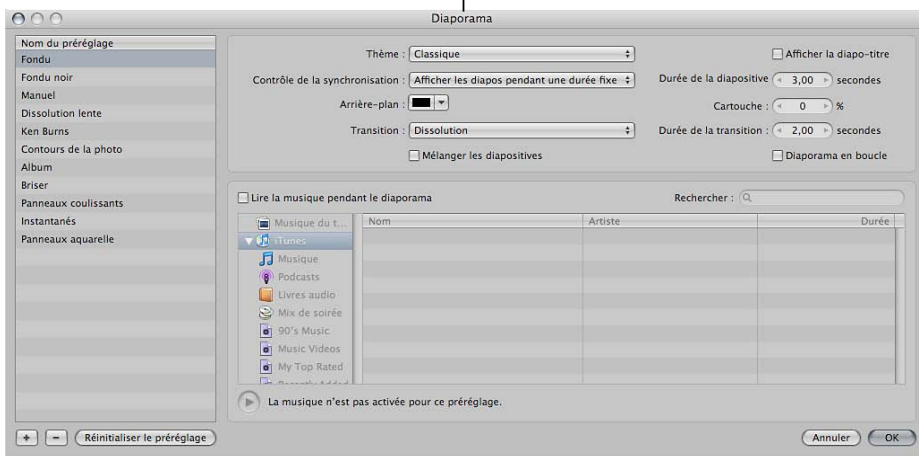 Diaporama
Nom du préréglage
Fondu
Fondu noir
Manuel
Dissolution lente
Ken Burns
Contours de la photo
Album
Briser
Panneaux coulissants
Instantanés
Panneaux aquarelle
Réinitialiser le préréglage
Thème : Classique
Afficher la diapo-titre
Contrôle de la synchronisation : Afficher les diapos pendant une durée fixe
Durée de la diapositive 3,00 secondes
Arrière-plan :
Cartouche : 0 %
Transition : Dissolution
Durée de la transition : 2,00 secondes
Mélanger les diapositives
Diaporama en boucle
Lire la musique pendant le diaporama
Rechercher :
Musique du t...
iTunes
Musique
Podcasts
Livres audio
Mix de soirée
90's Music
Music Videos
My Top Rated
Recently Added
Nom Artiste Durée
La musique n'est pas activée pour ce préréglage.
Annuler OK